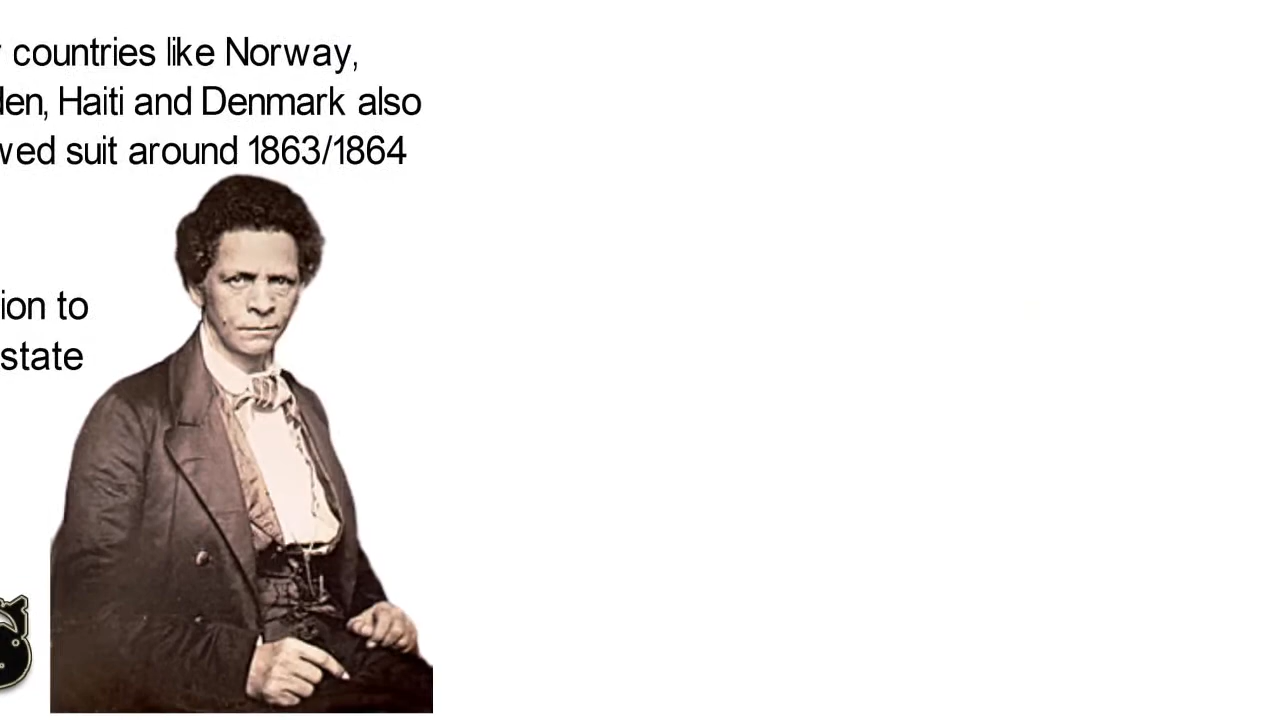 countries like Norway,
Haiti and Denmark also
suit around 1863/1864
to
state